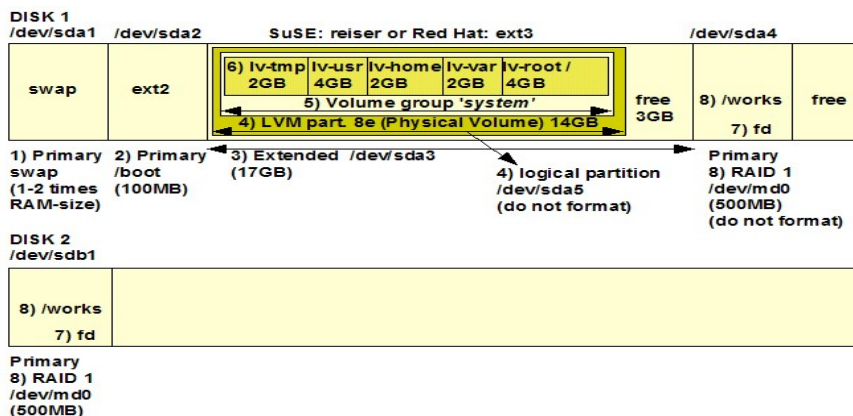 DISK 1
/dev/sda1 /dev/sda2 SuSE: reiser or Red Hat: ext3 /dev/sda4
swap
ext2
6) lv-tmp 2GB
lv-usr 4GB
lv-home 2GB
lv-var 2GB
lv-root / 4GB
5) Volume group 'system'
4) LVM part. 8e (Physical Volume) 14GB
free
3GB
8) /works
7) fd
free
1) Primary
swap
(1-2 times
RAM-size)
2) Primary
/boot
(100MB)
3) Extended /dev/sda3
(17GB)
4) logical partition
/dev/sda5
(do not format)
Primary
8) RAID 1
/dev/md0
(500MB)
(do not format)
DISK 2
/dev/sdb1
8) /works
7) fd
Primary
8) RAID 1
/dev/md0
(500MB)